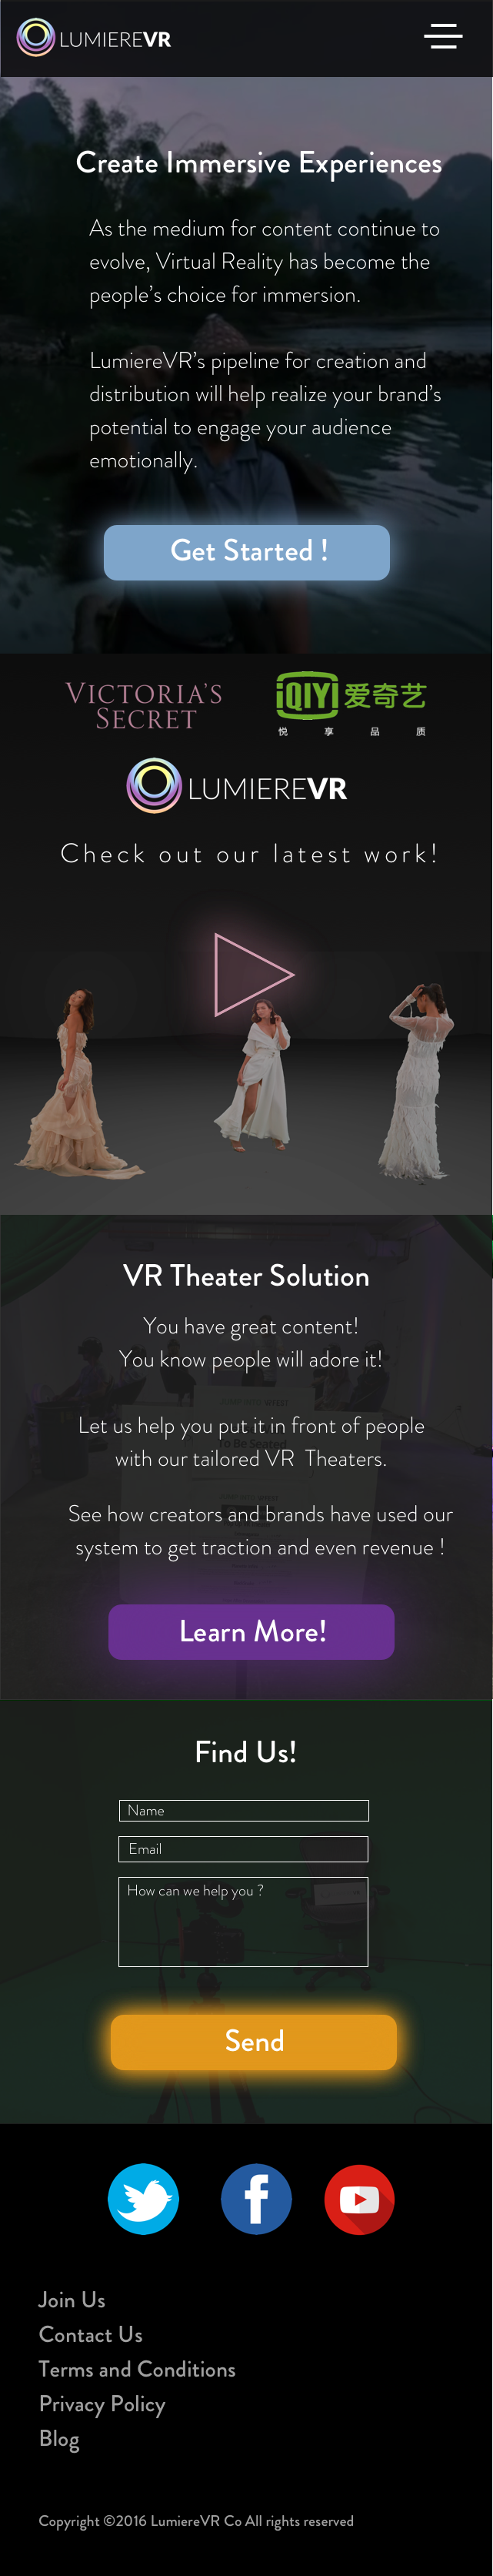 LUMIEREVR
Create Immersive Experiences
As the medium for content continue to
evolve, Virtual Reality has become the
people's choice for immersion.
LumiereVR's pipeline for creation and
distribution will help realize your brand's
potential to engage your audience
emotionally.
Get Started !
VICTORIA'S
SECRET
iQIYI 爱奇艺
悦 享 品 质
LUMIEREVR
Check out our latest work!
VR Theater Solution
You have great content!
You know people will adore it!
Let us help you put it in front of people
To Be Seated
with our tailored VR Theaters.
See how creators and brands have used our
system to get traction and even revenue !
Learn More!
Find Us!
Name
Email
How can we help you ?
Send
Join Us
Contact Us
Terms and Conditions
Privacy Policy
Blog
Copyright ©2016 LumiereVR Co All rights reserved